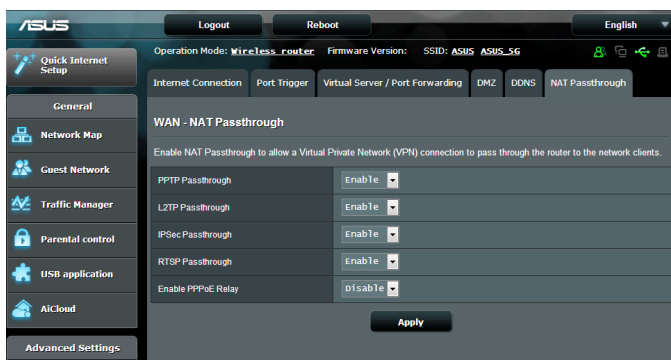 ASUS
Logout
Reboot
English
Quick Internet Setup
Operation Mode: Wireless router Firmware Version: SSID: ASUS ASUS_5G
Internet Connection
Port Trigger
Virtual Server / Port Forwarding
DMZ
DDNS
NAT Passthrough
General
Network Map
Guest Network
Traffic Manager
Parental control
USB application
AiCloud
Advanced Settings
WAN - NAT Passthrough
Enable NAT Passthrough to allow a Virtual Private Network (VPN) connection to pass through the router to the network clients.
PPTP Passthrough Enable
L2TP Passthrough Enable
IPSec Passthrough Enable
RTSP Passthrough Enable
Enable PPPoE Relay Disable
Apply